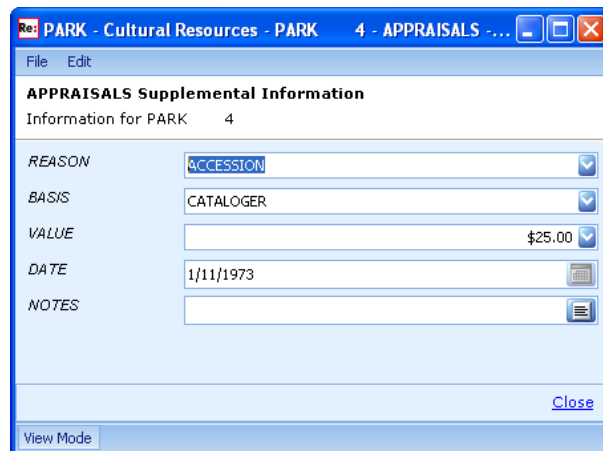 Re: PARK - Cultural Resources - PARK 4 - APPRAISALS -...
File Edit
APPRAISALS Supplemental Information
Information for PARK 4
REASON ACCESSION
BASIS CATALOGER
VALUE $25.00
DATE 1/11/1973
NOTES
Close
View Mode